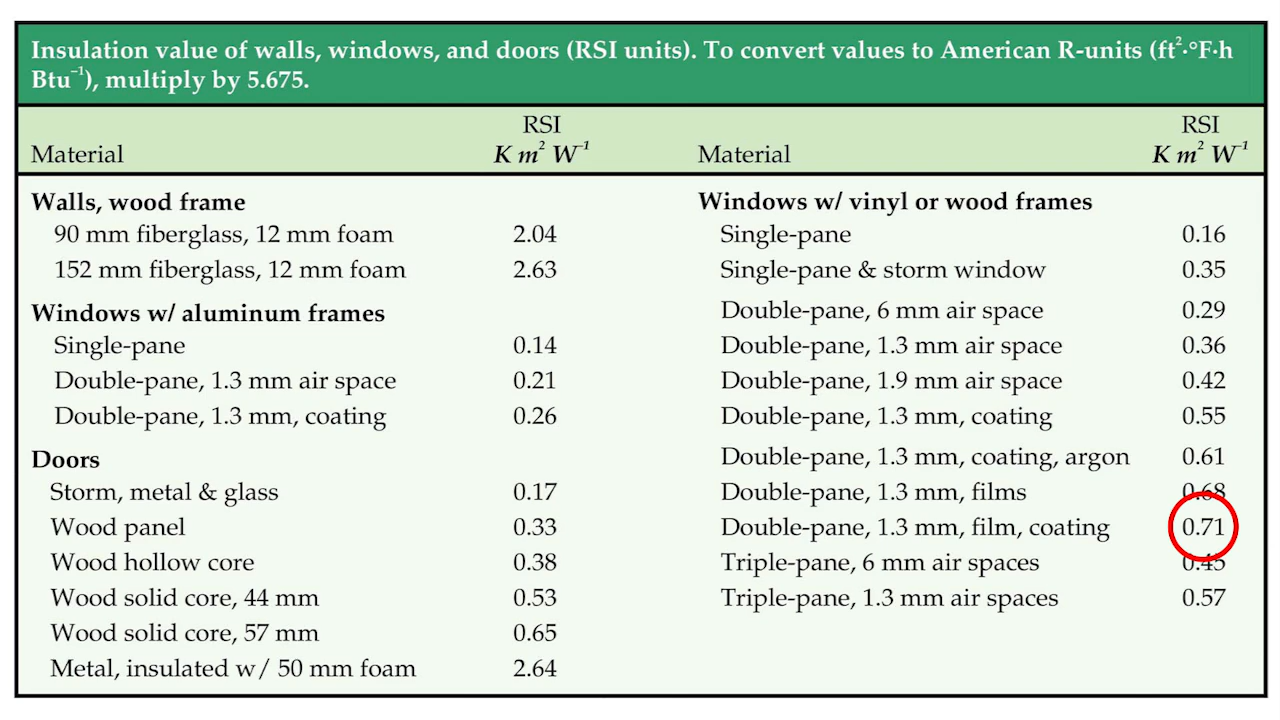 Insulation value of walls, windows, and doors (RSI units). To convert values to American R-units (ft²·°F·h
Btu⁻¹), multiply by 5.675.
RSI
Material K m² W⁻¹
Walls, wood frame
90 mm fiberglass, 12 mm foam 2.04
152 mm fiberglass, 12 mm foam 2.63
Windows w/ aluminum frames
Single-pane 0.14
Double-pane, 1.3 mm air space 0.21
Double-pane, 1.3 mm, coating 0.26
Doors
Storm, metal & glass 0.17
Wood panel 0.33
Wood hollow core 0.38
Wood solid core, 44 mm 0.53
Wood solid core, 57 mm 0.65
Metal, insulated w/ 50 mm foam 2.64
RSI
Material K m² W⁻¹
Windows w/ vinyl or wood frames
Single-pane 0.16
Single-pane & storm window 0.35
Double-pane, 6 mm air space 0.29
Double-pane, 1.3 mm air space 0.36
Double-pane, 1.9 mm air space 0.42
Double-pane, 1.3 mm, coating 0.55
Double-pane, 1.3 mm, coating, argon 0.61
Double-pane, 1.3 mm, films 0.68
Double-pane, 1.3 mm, film, coating 0.71
Triple-pane, 6 mm air spaces 0.45
Triple-pane, 1.3 mm air spaces 0.57